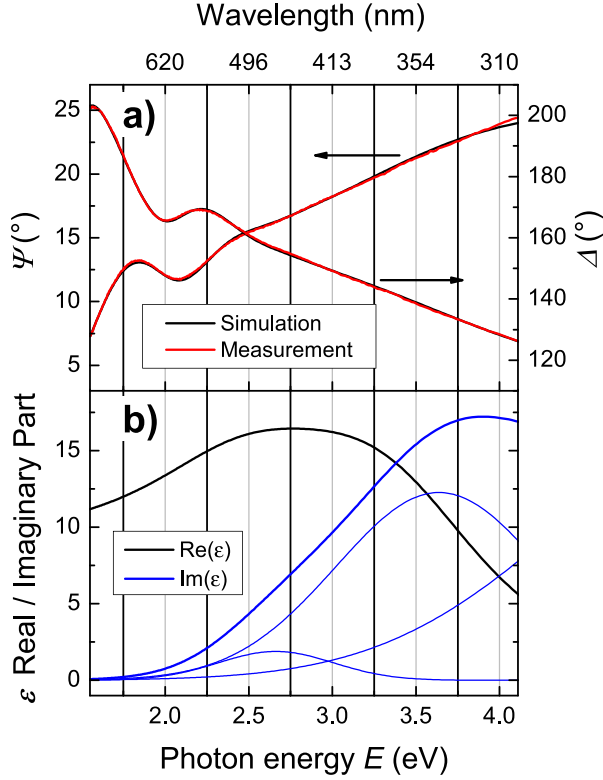 Wavelength (nm)
620 496 413 354 310
a)
25
20
15
10
5
Ψ(°)
200
180
160
140
120
Δ(°)
Simulation
Measurement
b)
15
10
5
0
ε Real / Imaginary Part
Re(ε)
Im(ε)
2.0 2.5 3.0 3.5 4.0
Photon energy E (eV)